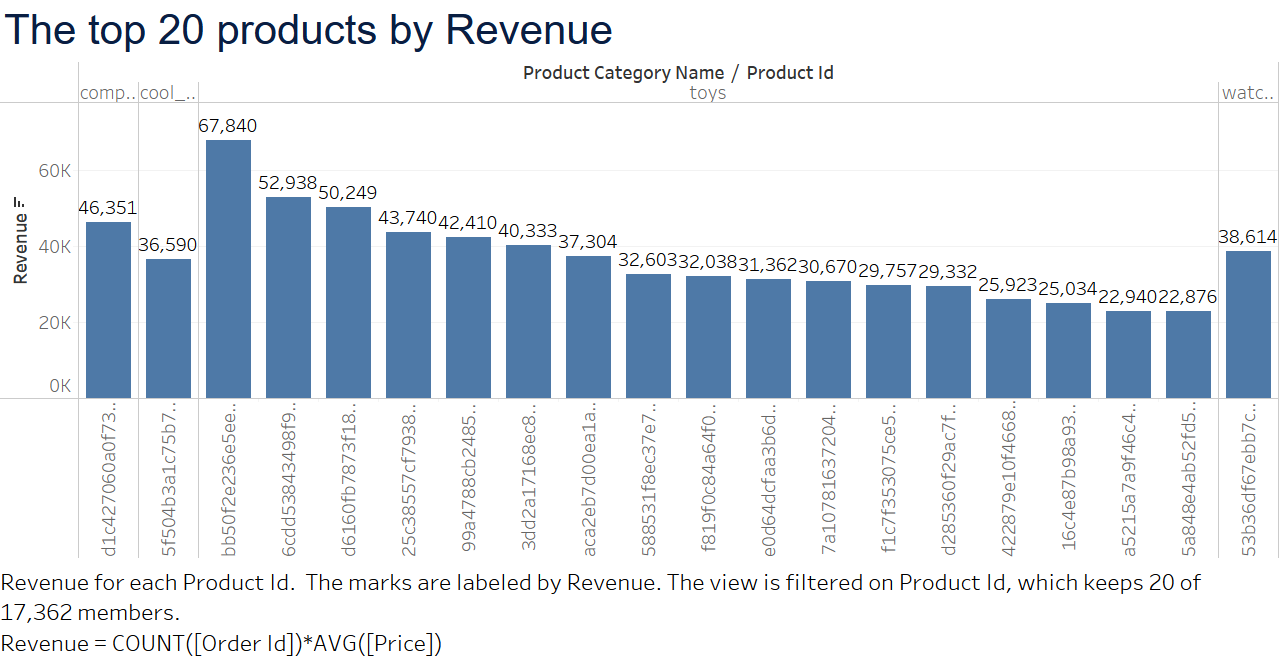 The top 20 products by Revenue
Product Category Name / Product Id
comp.. cool_.. toys watc..
Revenue
60K
40K
20K
0K
46,351
36,590
67,840
52,938
50,249
43,740
42,410
40,333
37,304
32,603
32,038
31,362
30,670
29,757
29,332
25,923
25,034
22,940
22,876
38,614
d1c427060a0f73..
5f504b3a1c75b7..
bb50f2e236e5ee..
6cdd53843498f9..
d6160fb7873f18..
25c38557cf7938..
99a4788cb2485..
3dd2a17168ec8..
aca2eb7d00ea1a..
588531f8ec37e7..
f819f0c84a64f0..
e0d64dcfaa3b6d..
7a10781637204..
f1c7f353075ce5..
d285360f29ac7f..
422879e10f4668..
16c4e87b98a93..
a5215a7a9f46c4..
5a848e4ab52fd5..
53b36df67ebb7c..
Revenue for each Product Id.  The marks are labeled by Revenue. The view is filtered on Product Id, which keeps 20 of
17,362 members.
Revenue = COUNT([Order Id])*AVG([Price])